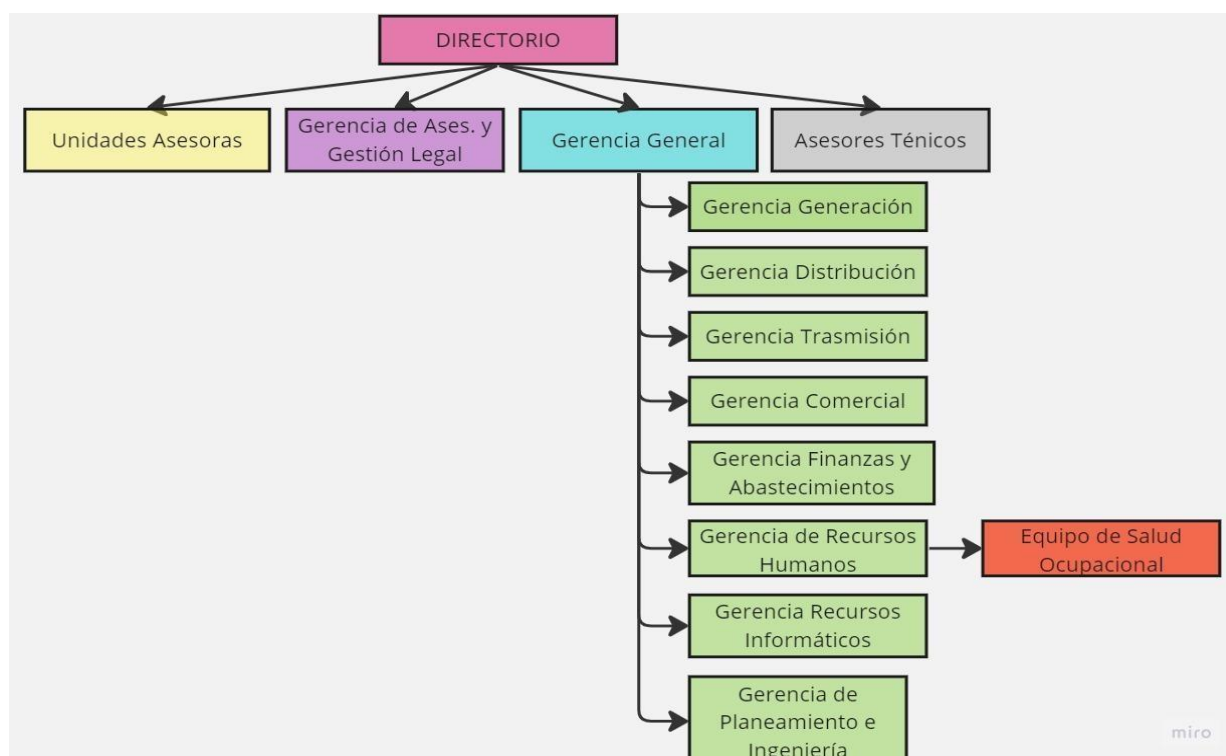 DIRECTORIO
Unidades Asesoras
Gerencia de Ases. y
Gestión Legal
Gerencia General
Asesores Ténicos
Gerencia Generación
Gerencia Distribución
Gerencia Trasmisión
Gerencia Comercial
Gerencia Finanzas y
Abastecimientos
Gerencia de Recursos
Humanos
Equipo de Salud
Ocupacional
Gerencia Recursos
Informáticos
Gerencia de
Planeamiento e
Ingeniería
miro